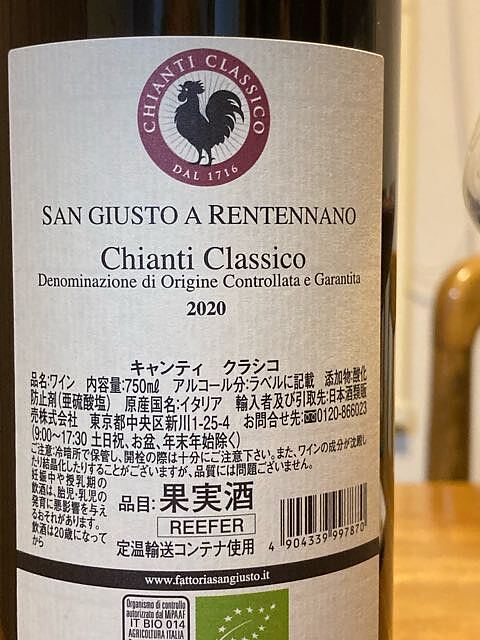 CHIANTI CLASSICO
DAL 1716
SAN GIUSTO A RENTENNANO
Chianti Classico
Denominazione di Origine Controllata e Garantita
2020
キャンティ クラシコ
品名:ワイン 内容量:750mℓ アルコール分:ラベルに記載 添加物:酸化
防止剤(亜硫酸塩) 原産国名:イタリア 輸入者及び引取先:日本酒類販
売株式会社 東京都中央区新川1-25-4 お問合せ先:☎0120-866023
(9:00〜17:30 土日祝、お盆、年末年始除く)
ご注意:冷暗所で保管し、開栓の際は十分にご注意下さい。また、ワインの成分が沈殿し
たり結晶化したりすることがございますが、品質には問題ございません。
妊娠中や授乳期の
飲酒は、胎児・乳児の
発育に悪影響を与え
るおそれがあります。
飲酒は20歳になって
から
品目:果実酒
REEFER
定温輸送コンテナ使用
4 904339 997870
www.fattoriasangiusto.it
Organismo di controllo
autorizzato dal MiPAAF
IT BIO 014
AGRICOLTURA ITALIA